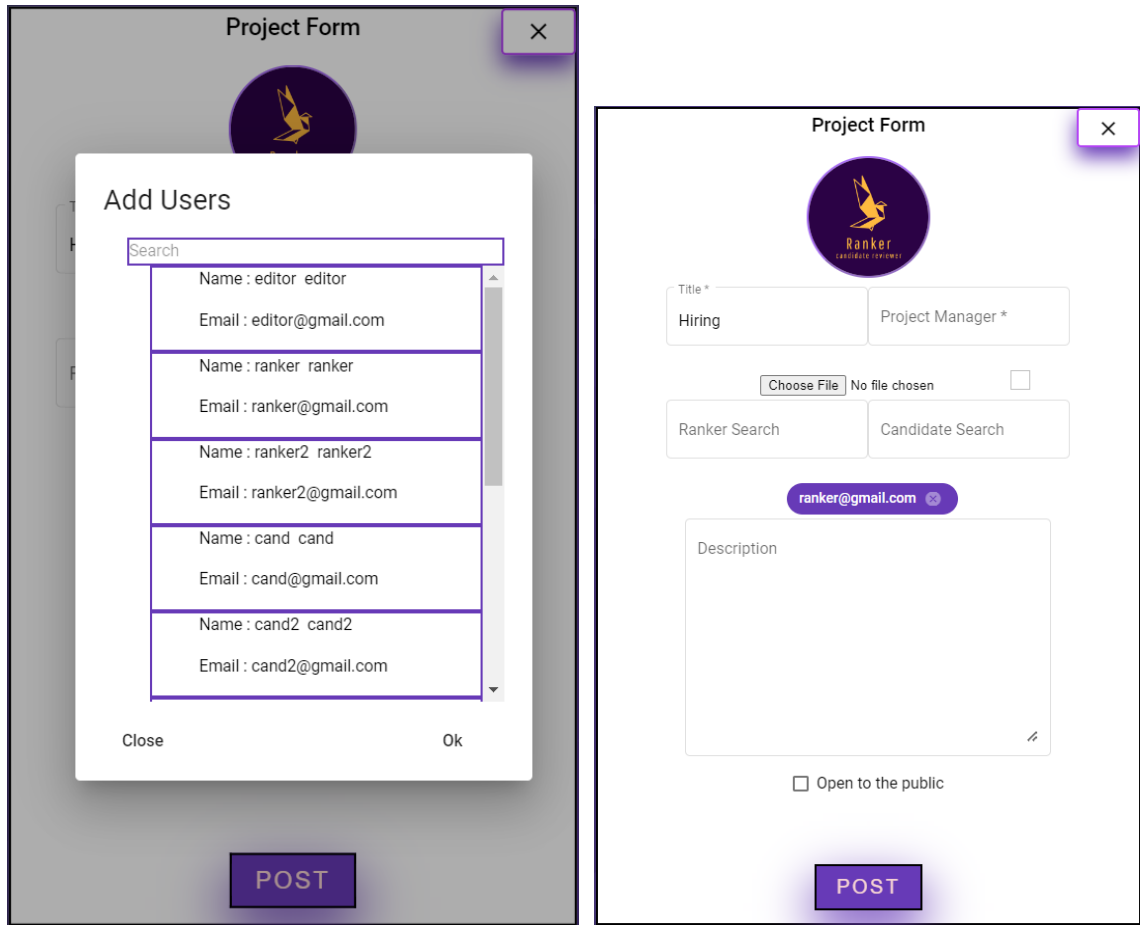 Project Form
Add Users
Search
Name : editor editor
Email : editor@gmail.com
Name : ranker ranker
Email : ranker@gmail.com
Name : ranker2 ranker2
Email : ranker2@gmail.com
Name : cand cand
Email : cand@gmail.com
Name : cand2 cand2
Email : cand2@gmail.com
Close Ok
POST
Project Form
Ranker
candidate reviewer
Title *
Hiring Project Manager *
Choose File No file chosen
Ranker Search Candidate Search
ranker@gmail.com
Description
Open to the public
POST